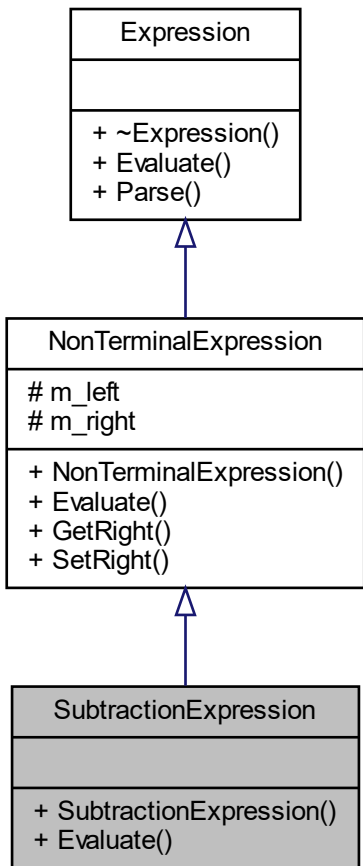 Expression
+ ~Expression()
+ Evaluate()
+ Parse()
NonTerminalExpression
# m_left
# m_right
+ NonTerminalExpression()
+ Evaluate()
+ GetRight()
+ SetRight()
SubtractionExpression
+ SubtractionExpression()
+ Evaluate()